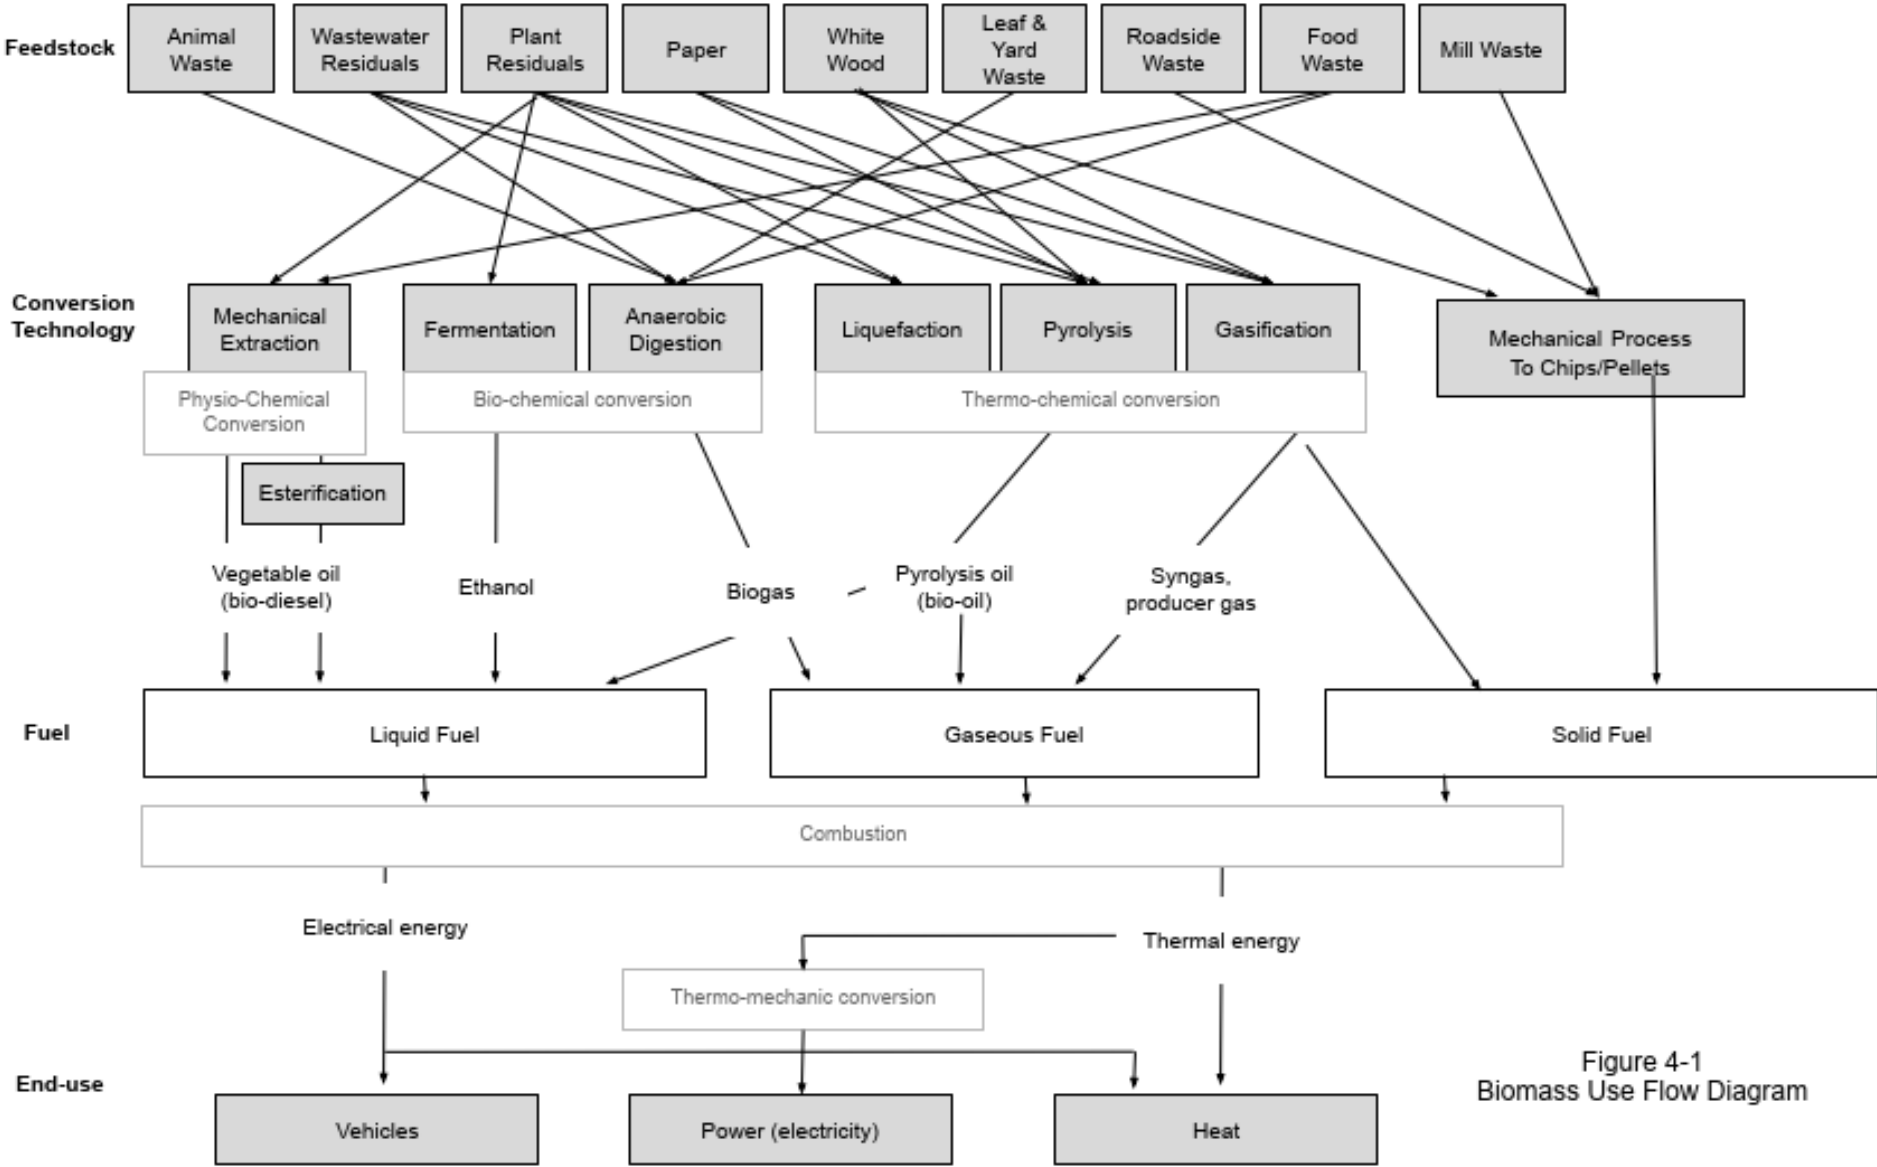 Feedstock
Animal
Waste
Wastewater
Residuals
Plant
Residuals
Paper
White
Wood
Leaf &
Yard
Waste
Roadside
Waste
Food
Waste
Mill Waste
Conversion
Technology
Mechanical
Extraction
Fermentation
Anaerobic
Digestion
Liquefaction
Pyrolysis
Gasification
Mechanical Process
To Chips/Pellets
Physio-Chemical
Conversion
Bio-chemical conversion
Thermo-chemical conversion
Esterification
Vegetable oil
(bio-diesel)
Ethanol
Biogas
Pyrolysis oil
(bio-oil)
Syngas,
producer gas
Fuel
Liquid Fuel
Gaseous Fuel
Solid Fuel
Combustion
Electrical energy
Thermal energy
Thermo-mechanic conversion
End-use
Vehicles
Power (electricity)
Heat
Figure 4-1
Biomass Use Flow Diagram